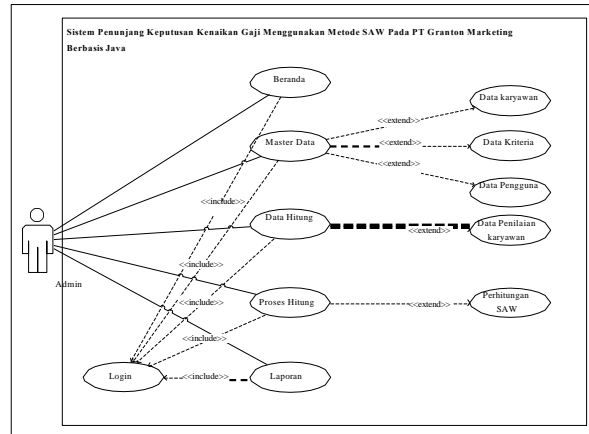 Sistem Penunjang Keputusan Kenaikan Gaji Menggunakan Metode SAW Pada PT Granton Marketing
Berbasis Java
Beranda
Data karyawan
<<extend>>
Master Data
<<extend>>
Data Kriteria
<<extend>>
Data Pengguna
<<include>>
Data Hitung
<<extend>>
Data Penilaian
karyawan
Admin
<<include>>
Proses Hitung
<<extend>>
Perhitungan
SAW
<<include>>
<<include>>
Login
<<include>>
Laporan